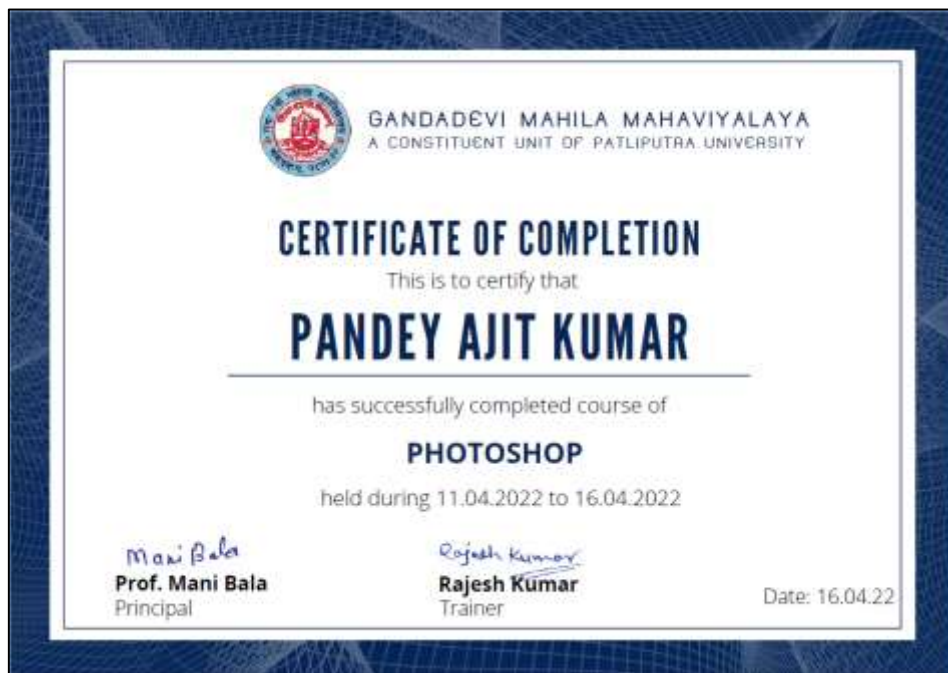 GANDADEVI MAHILA MAHAVIYALAYA
A CONSTITUENT UNIT OF PATLIPUTRA UNIVERSITY
CERTIFICATE OF COMPLETION
This is to certify that
PANDEY AJIT KUMAR
has successfully completed course of
PHOTOSHOP
held during 11.04.2022 to 16.04.2022
Mani Bala
Prof. Mani Bala
Principal
Rajesh Kumar
Rajesh Kumar
Trainer
Date: 16.04.22